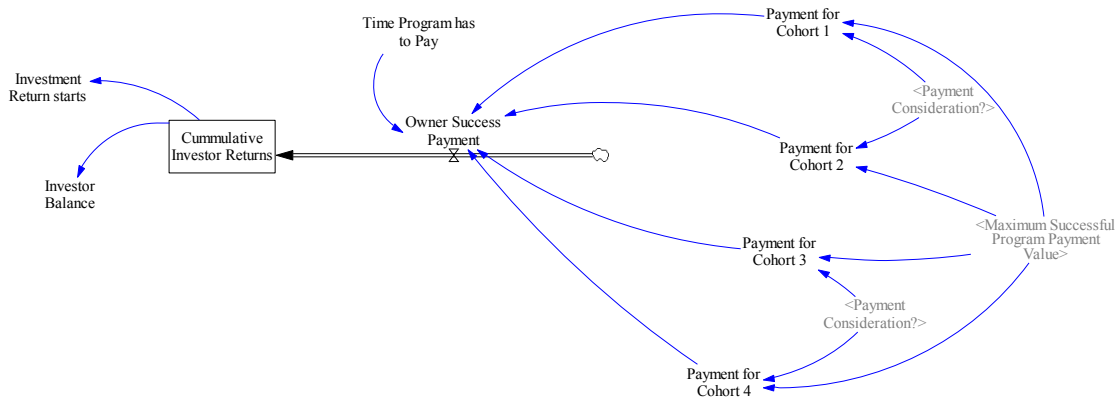 Payment for
Cohort 1
Time Program has
to Pay
Investment
Return starts
<Payment
Consideration?>
Owner Success
Payment
Cummulative
Investor Returns
Payment for
Cohort 2
Investor
Balance
<Maximum Successful
Program Payment
Value>
Payment for
Cohort 3
<Payment
Consideration?>
Payment for
Cohort 4